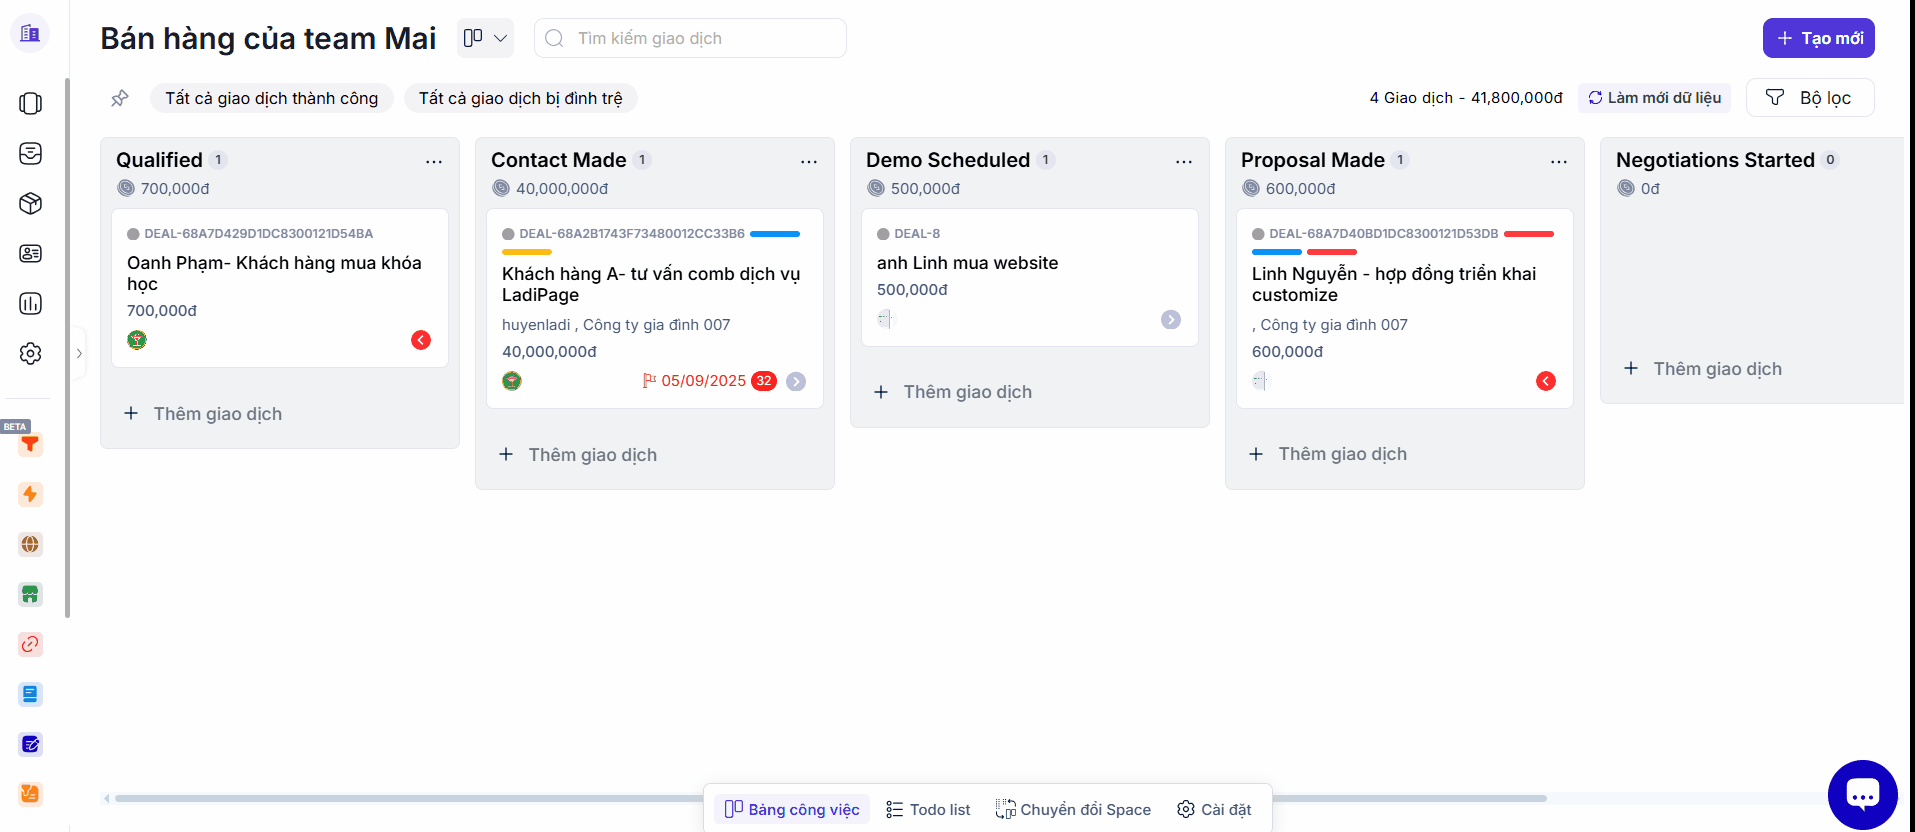 Bán hàng của team Mai
Tìm kiếm giao dịch
+ Tạo mới
Tất cả giao dịch thành công
Tất cả giao dịch bị đình trệ
4 Giao dịch - 41,800,000đ
Làm mới dữ liệu
Bộ lọc
Qualified 1
700,000đ
DEAL-68A7D429D1DC8300121D54BA
Oanh Phạm- Khách hàng mua khóa
học
700,000đ
+ Thêm giao dịch
Contact Made 1
40,000,000đ
DEAL-68A2B1743F73480012CC33B6
Khách hàng A- tư vấn comb dịch vụ
LadiPage
huyenladi , Công ty gia đình 007
40,000,000đ
05/09/2025 32
+ Thêm giao dịch
Demo Scheduled 1
500,000đ
DEAL-8
anh Linh mua website
500,000đ
+ Thêm giao dịch
Proposal Made 1
600,000đ
DEAL-68A7D40BD1DC8300121D53DB
Linh Nguyễn - hợp đồng triển khai
customize
, Công ty gia đình 007
600,000đ
+ Thêm giao dịch
Negotiations Started 0
0đ
+ Thêm giao dịch
BETA
Bảng công việc
Todo list
Chuyển đổi Space
Cài đặt